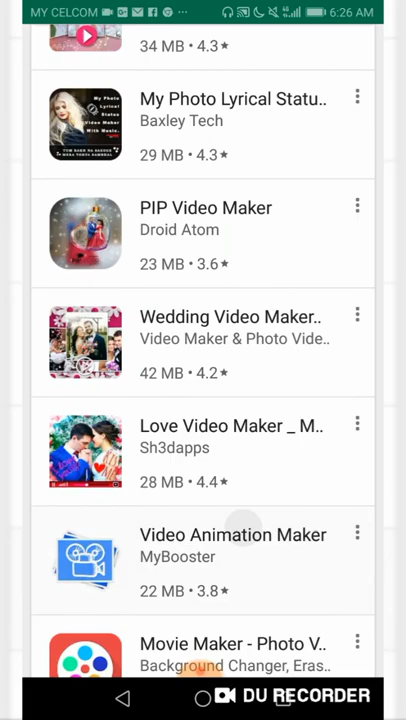 MY CELCOM ... 6:26 AM
34 MB • 4.3★
My Photo Lyrical Statu..
Baxley Tech
29 MB • 4.3★
PIP Video Maker
Droid Atom
23 MB • 3.6★
Wedding Video Maker..
Video Maker & Photo Vide..
42 MB • 4.2★
Love Video Maker _ M..
Sh3dapps
28 MB • 4.4★
Video Animation Maker
MyBooster
22 MB • 3.8★
Movie Maker - Photo V..
Background Changer, Eras..
DU RECORDER